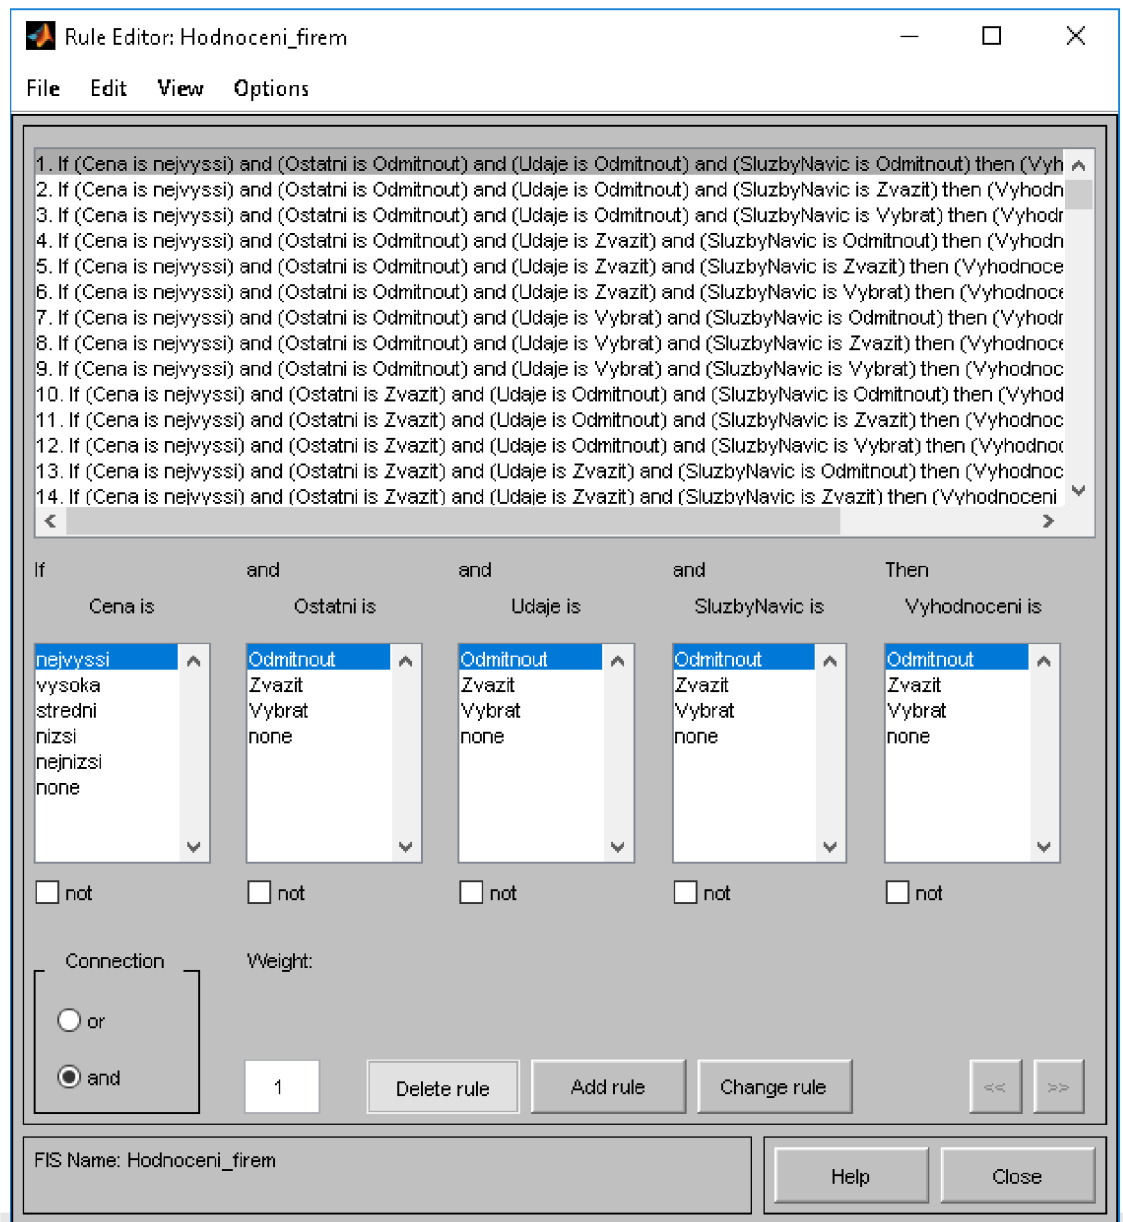 Rule Editor: Hodnoceni_firem
File Edit View Options
1. If (Cena is nejvyssi) and (Ostatni is Odmitnout) and (Udaje is Odmitnout) and (SluzbyNavic is Odmitnout) then (Vyh
2. If (Cena is nejvyssi) and (Ostatni is Odmitnout) and (Udaje is Odmitnout) and (SluzbyNavic is Zvazit) then (Vyhodn
3. If (Cena is nejvyssi) and (Ostatni is Odmitnout) and (Udaje is Odmitnout) and (SluzbyNavic is Vybrat) then (Vyhodr
4. If (Cena is nejvyssi) and (Ostatni is Odmitnout) and (Udaje is Zvazit) and (SluzbyNavic is Odmitnout) then (Vyhodn
5. If (Cena is nejvyssi) and (Ostatni is Odmitnout) and (Udaje is Zvazit) and (SluzbyNavic is Zvazit) then (Vyhodnoce
6. If (Cena is nejvyssi) and (Ostatni is Odmitnout) and (Udaje is Zvazit) and (SluzbyNavic is Vybrat) then (Vyhodnoce
7. If (Cena is nejvyssi) and (Ostatni is Odmitnout) and (Udaje is Vybrat) and (SluzbyNavic is Odmitnout) then (Vyhodr
8. If (Cena is nejvyssi) and (Ostatni is Odmitnout) and (Udaje is Vybrat) and (SluzbyNavic is Zvazit) then (Vyhodnoce
9. If (Cena is nejvyssi) and (Ostatni is Odmitnout) and (Udaje is Vybrat) and (SluzbyNavic is Vybrat) then (Vyhodnoc
10. If (Cena is nejvyssi) and (Ostatni is Zvazit) and (Udaje is Odmitnout) and (SluzbyNavic is Odmitnout) then (Vyhod
11. If (Cena is nejvyssi) and (Ostatni is Zvazit) and (Udaje is Odmitnout) and (SluzbyNavic is Zvazit) then (Vyhodnoc
12. If (Cena is nejvyssi) and (Ostatni is Zvazit) and (Udaje is Odmitnout) and (SluzbyNavic is Vybrat) then (Vyhodnoc
13. If (Cena is nejvyssi) and (Ostatni is Zvazit) and (Udaje is Zvazit) and (SluzbyNavic is Odmitnout) then (Vyhodnoc
14. If (Cena is nejvyssi) and (Ostatni is Zvazit) and (Udaje is Zvazit) and (SluzbyNavic is Zvazit) then (Vyhodnoceni
If and and and Then
Cena is Ostatni is Udaje is SluzbyNavic is Vyhodnoceni is
nejvyssi Odmitnout Odmitnout Odmitnout Odmitnout
vysoka Zvazit Zvazit Zvazit Zvazit
stredni Vybrat Vybrat Vybrat Vybrat
nizsi none none none none
nejnizsi
none
not not not not not
Connection Weight:
or
and 1 Delete rule Add rule Change rule << >>
FIS Name: Hodnoceni_firem
Help Close